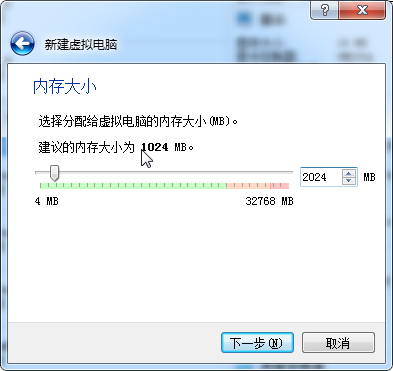 新建虚拟电脑
内存大小
选择分配给虚拟电脑的内存大小(MB)。
建议的内存大小为 1024 MB。
2024 MB
4 MB 32768 MB
下一步(N) 取消